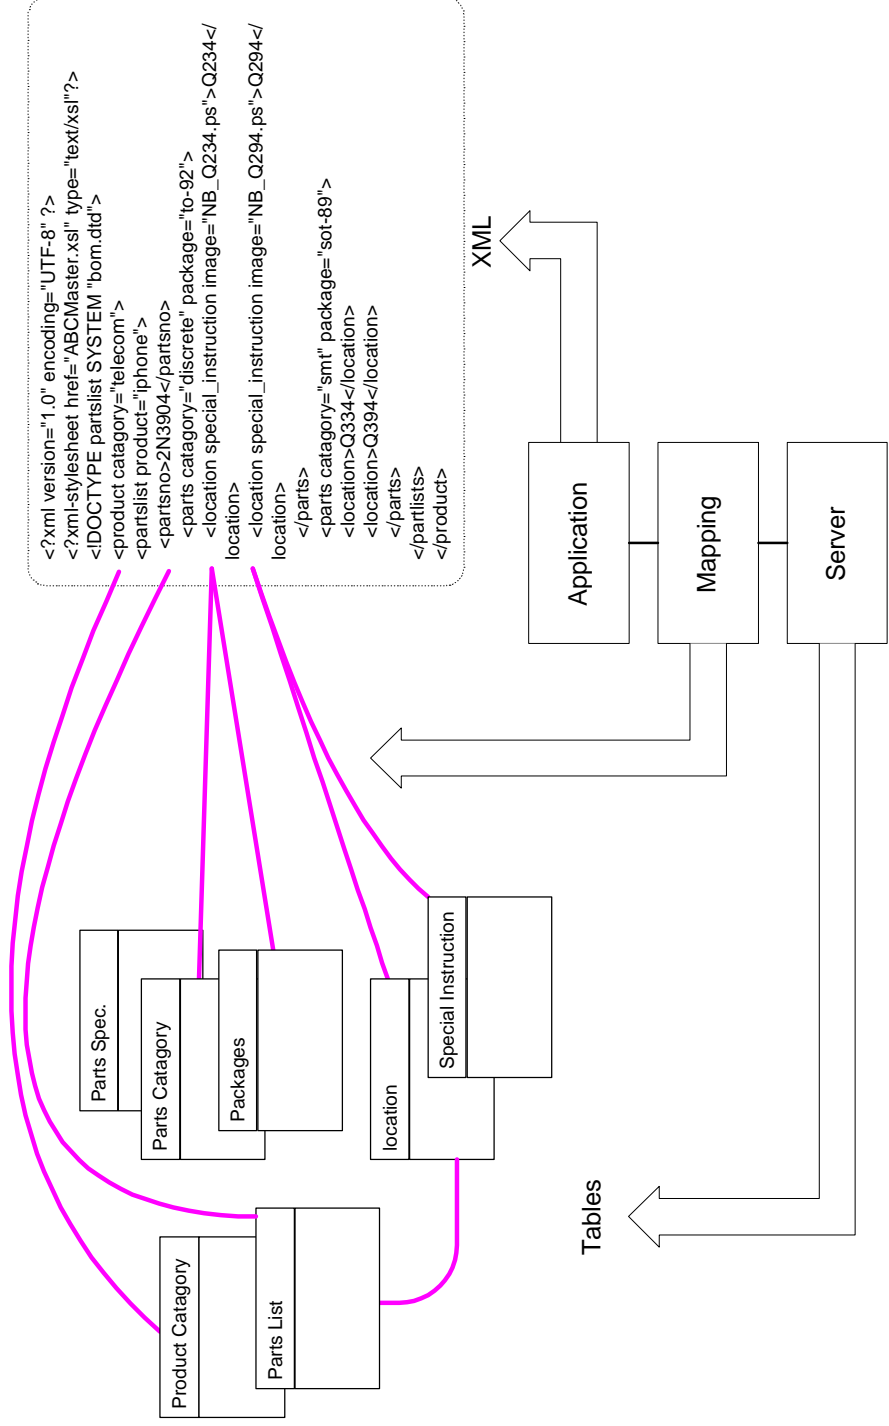 <?xml version="1.0" encoding="UTF-8" ?>
<?xml-stylesheet href="ABCMaster.xsl" type="text/xsl"?>
<!DOCTYPE partslist SYSTEM "bom.dtd">
<product catagory="telecom">
<partslist product="iphone">
<partsno>2N3904</partsno>
<parts catagory="discrete" package="to-92">
<location special_instruction image="NB_Q234.ps">Q234</
location>
<location special_instruction image="NB_Q294.ps">Q294</
location>
</parts>
<parts catagory="smt" package="sot-89">
<location>Q334</location>
<location>Q394</location>
</parts>
</partlists>
</product>
Parts Spec.
Parts Catagory
Packages
Product Catagory
Parts List
location
Special Instruction
Tables
XML
Application
Mapping
Server